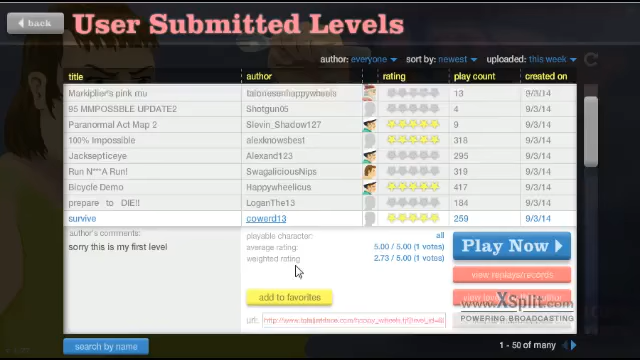 back
User Submitted Levels
author: everyone sort by: newest uploaded: this week
title author rating play count created on
Markiplier's pink mu 13 9/3/14
95 MMPOSSBLE UPDATE2 Shotgun05 4 9/3/14
Paranormal Act Map 2 Slevin_Shadow127 9 9/3/14
100% Impossible alexknowsbest 318 9/3/14
Jacksepticeye Alexand123 295 9/3/14
Run N***A Run! SwagaliciousNips 319 9/3/14
Bicycle Demo Happywhelicous 417 9/3/14
prepare to DIE!! LoganThe13 184 9/3/14
survive cowerd13 259 9/3/14
author's comments:
sorry this is my first level
playable character: all
average rating: 5.00 / 5.00 (1 votes)
weighted rating 2.73 / 5.00 (1 votes)
Play Now
view replays/records
add to favorites
www.XSplit.com
POWERING BROADCASTING
search by name
1 - 50 of many